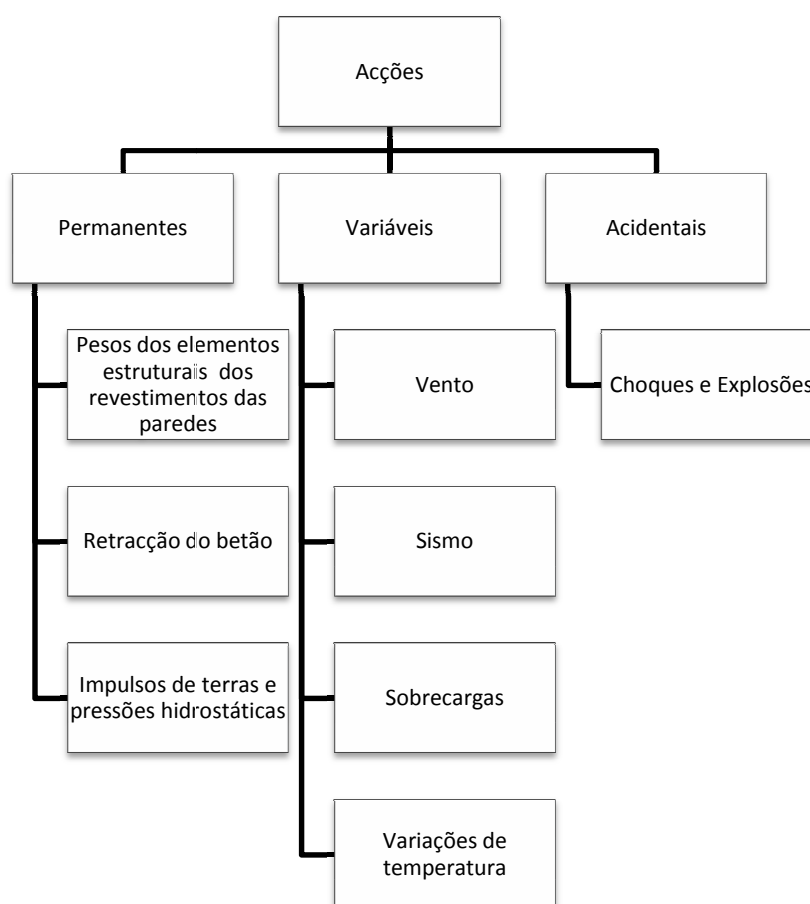 Acções
Permanentes
Variáveis
Acidentais
Pesos dos elementos
estruturais dos
revestimentos das
paredes
Vento
Choques e Explosões
Retracção do betão
Sismo
Impulsos de terras e
pressões hidrostáticas
Sobrecargas
Variações de
temperatura